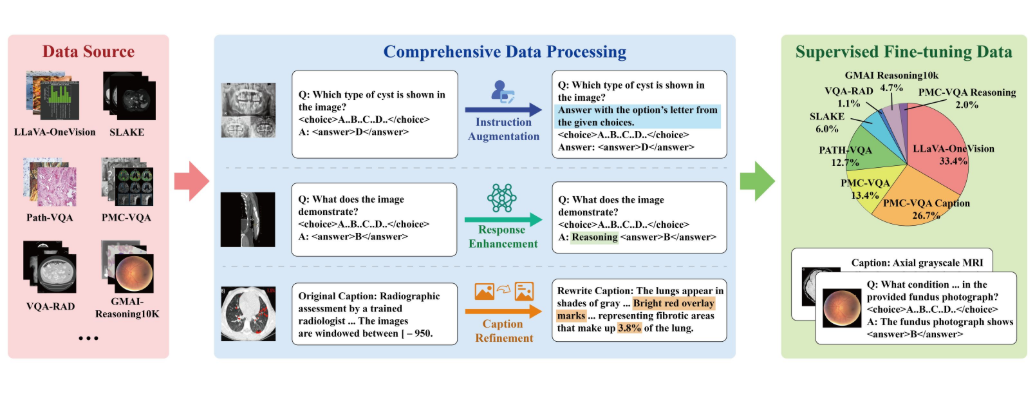 Data Source
LLaVA-OneVision
SLAKE
Path-VQA
PMC-VQA
VQA-RAD
GMAI-
Reasoning10K
...
Comprehensive Data Processing
Q: Which type of cyst is shown in
the image?
<choice>A..B..C..D..</choice>
A: <answer>D</answer>
Instruction
Augmentation
Q: Which type of cyst is shown in
the image?
Answer with the option's letter from
the given choices.
<choice>A..B..C..D..</choice>
Answer: <answer>D</answer>
Q: What does the image
demonstrate?
<choice>A..B..C..D..</choice>
A: <answer>B</answer>
Response
Enhancement
Q: What does the image
demonstrate?
<choice>A..B..C..D..</choice>
A: Reasoning <answer>B</answer>
Original Caption: Radiographic
assessment by a trained
radiologist ... The images
are windowed between [ – 950.
Caption
Refinement
Rewrite Caption: The lungs appear in
shades of gray ... Bright red overlay
marks ... representing fibrotic areas
that make up 3.8% of the lung.
Supervised Fine-tuning Data
GMAI Reasoning10k
4.7%
VQA-RAD
1.1%
PMC-VQA Reasoning
2.0%
SLAKE
6.0%
PATH-VQA
12.7%
LLaVA-OneVision
33.4%
PMC-VQA
13.4%
PMC-VQA Caption
26.7%
Caption: Axial grayscale MRI
Q: What condition ... in the
provided fundus photograph?
<choice>A..B..C..D..</choice>
A: The fundus photograph shows
<answer>B</answer>